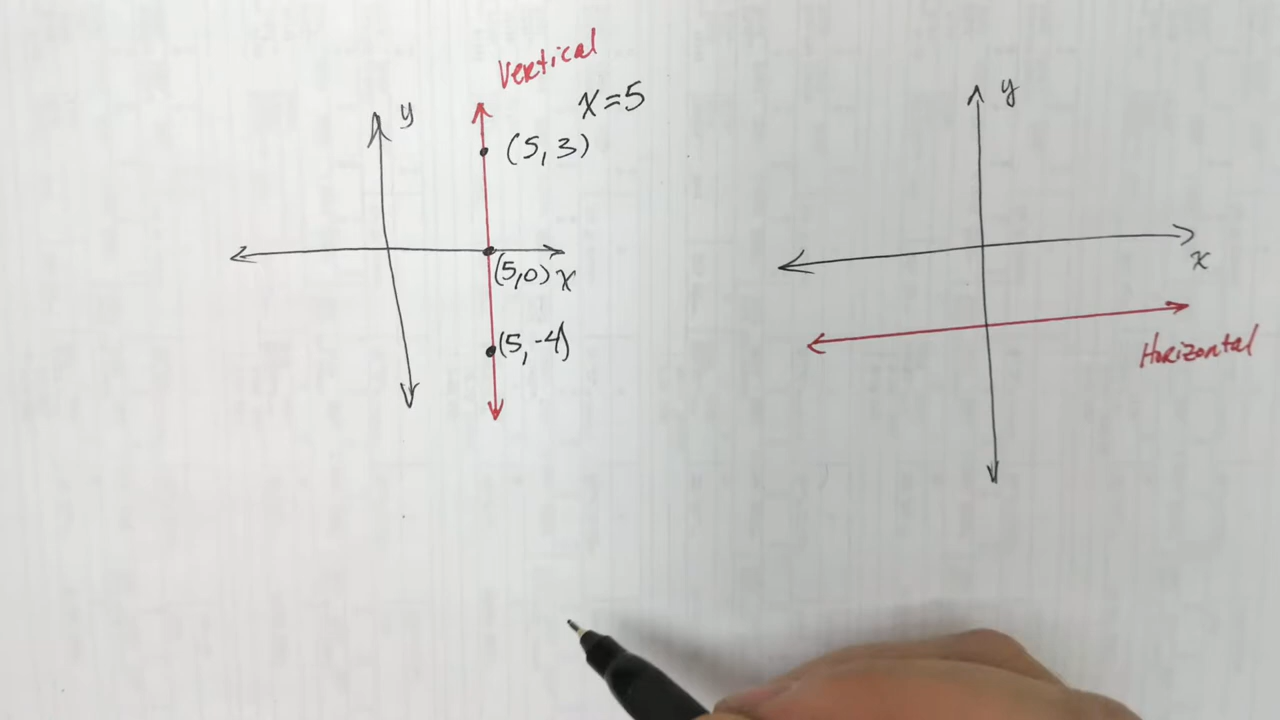 Vertical
x=5
y
(5, 3)
(5,0) x
(5,-4)
y
x
Horizontal